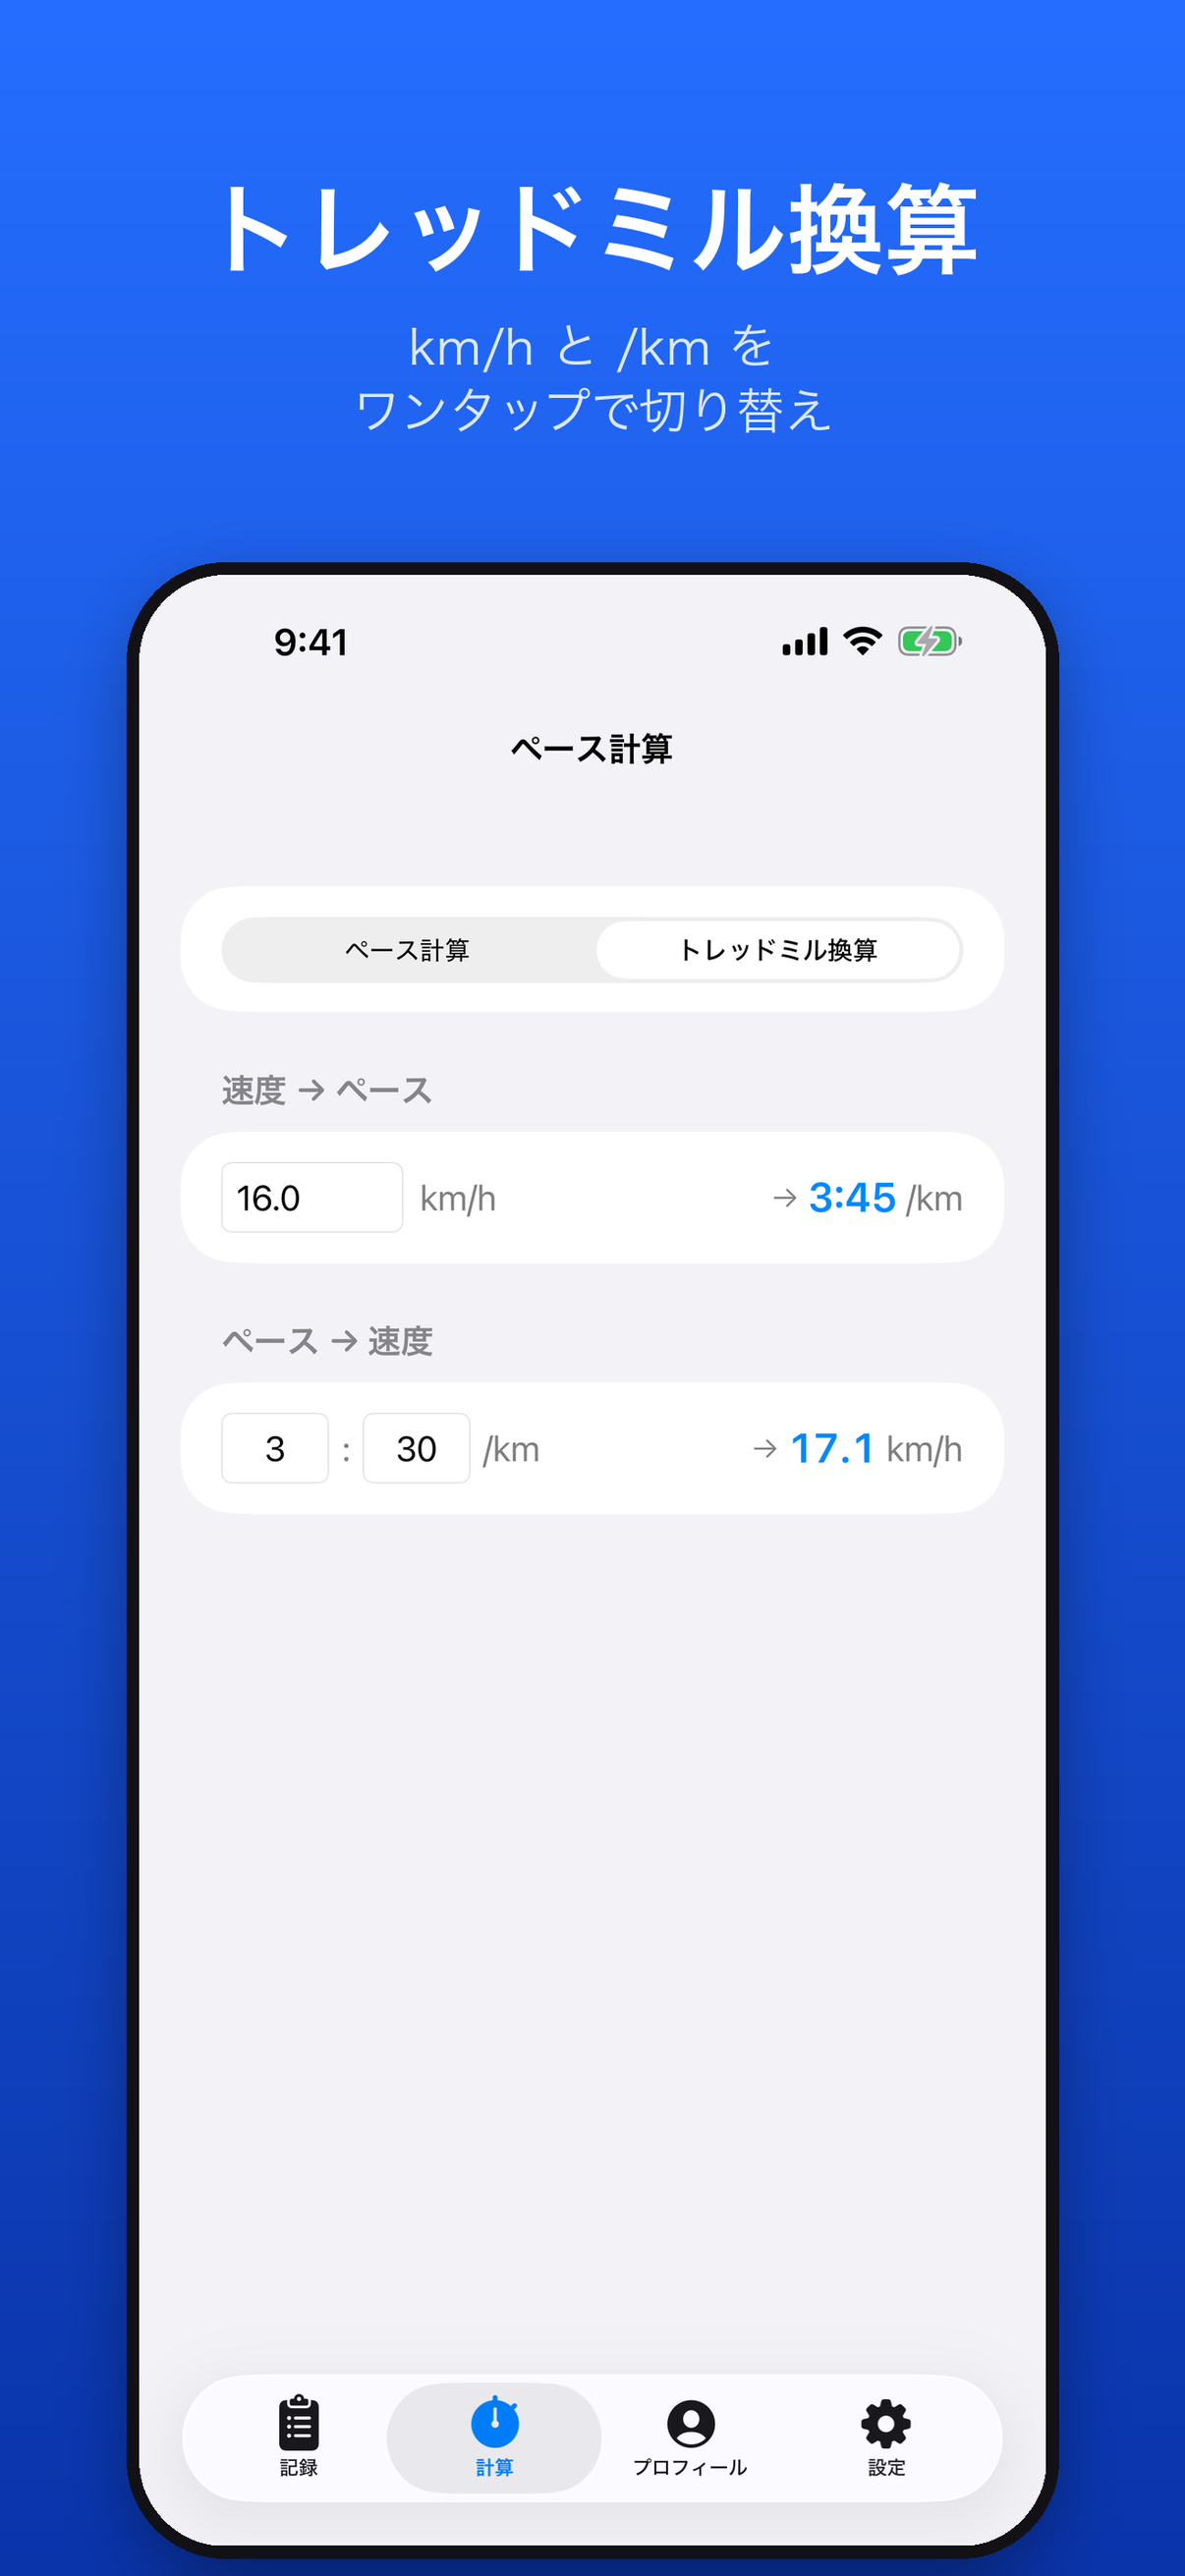 トレッドミル換算
km/h と /km を
ワンタップで切り替え
9:41
ペース計算
ペース計算 トレッドミル換算
速度 → ペース
16.0 km/h → 3:45 /km
ペース → 速度
3 : 30 /km → 17.1 km/h
記録 計算 プロフィール 設定